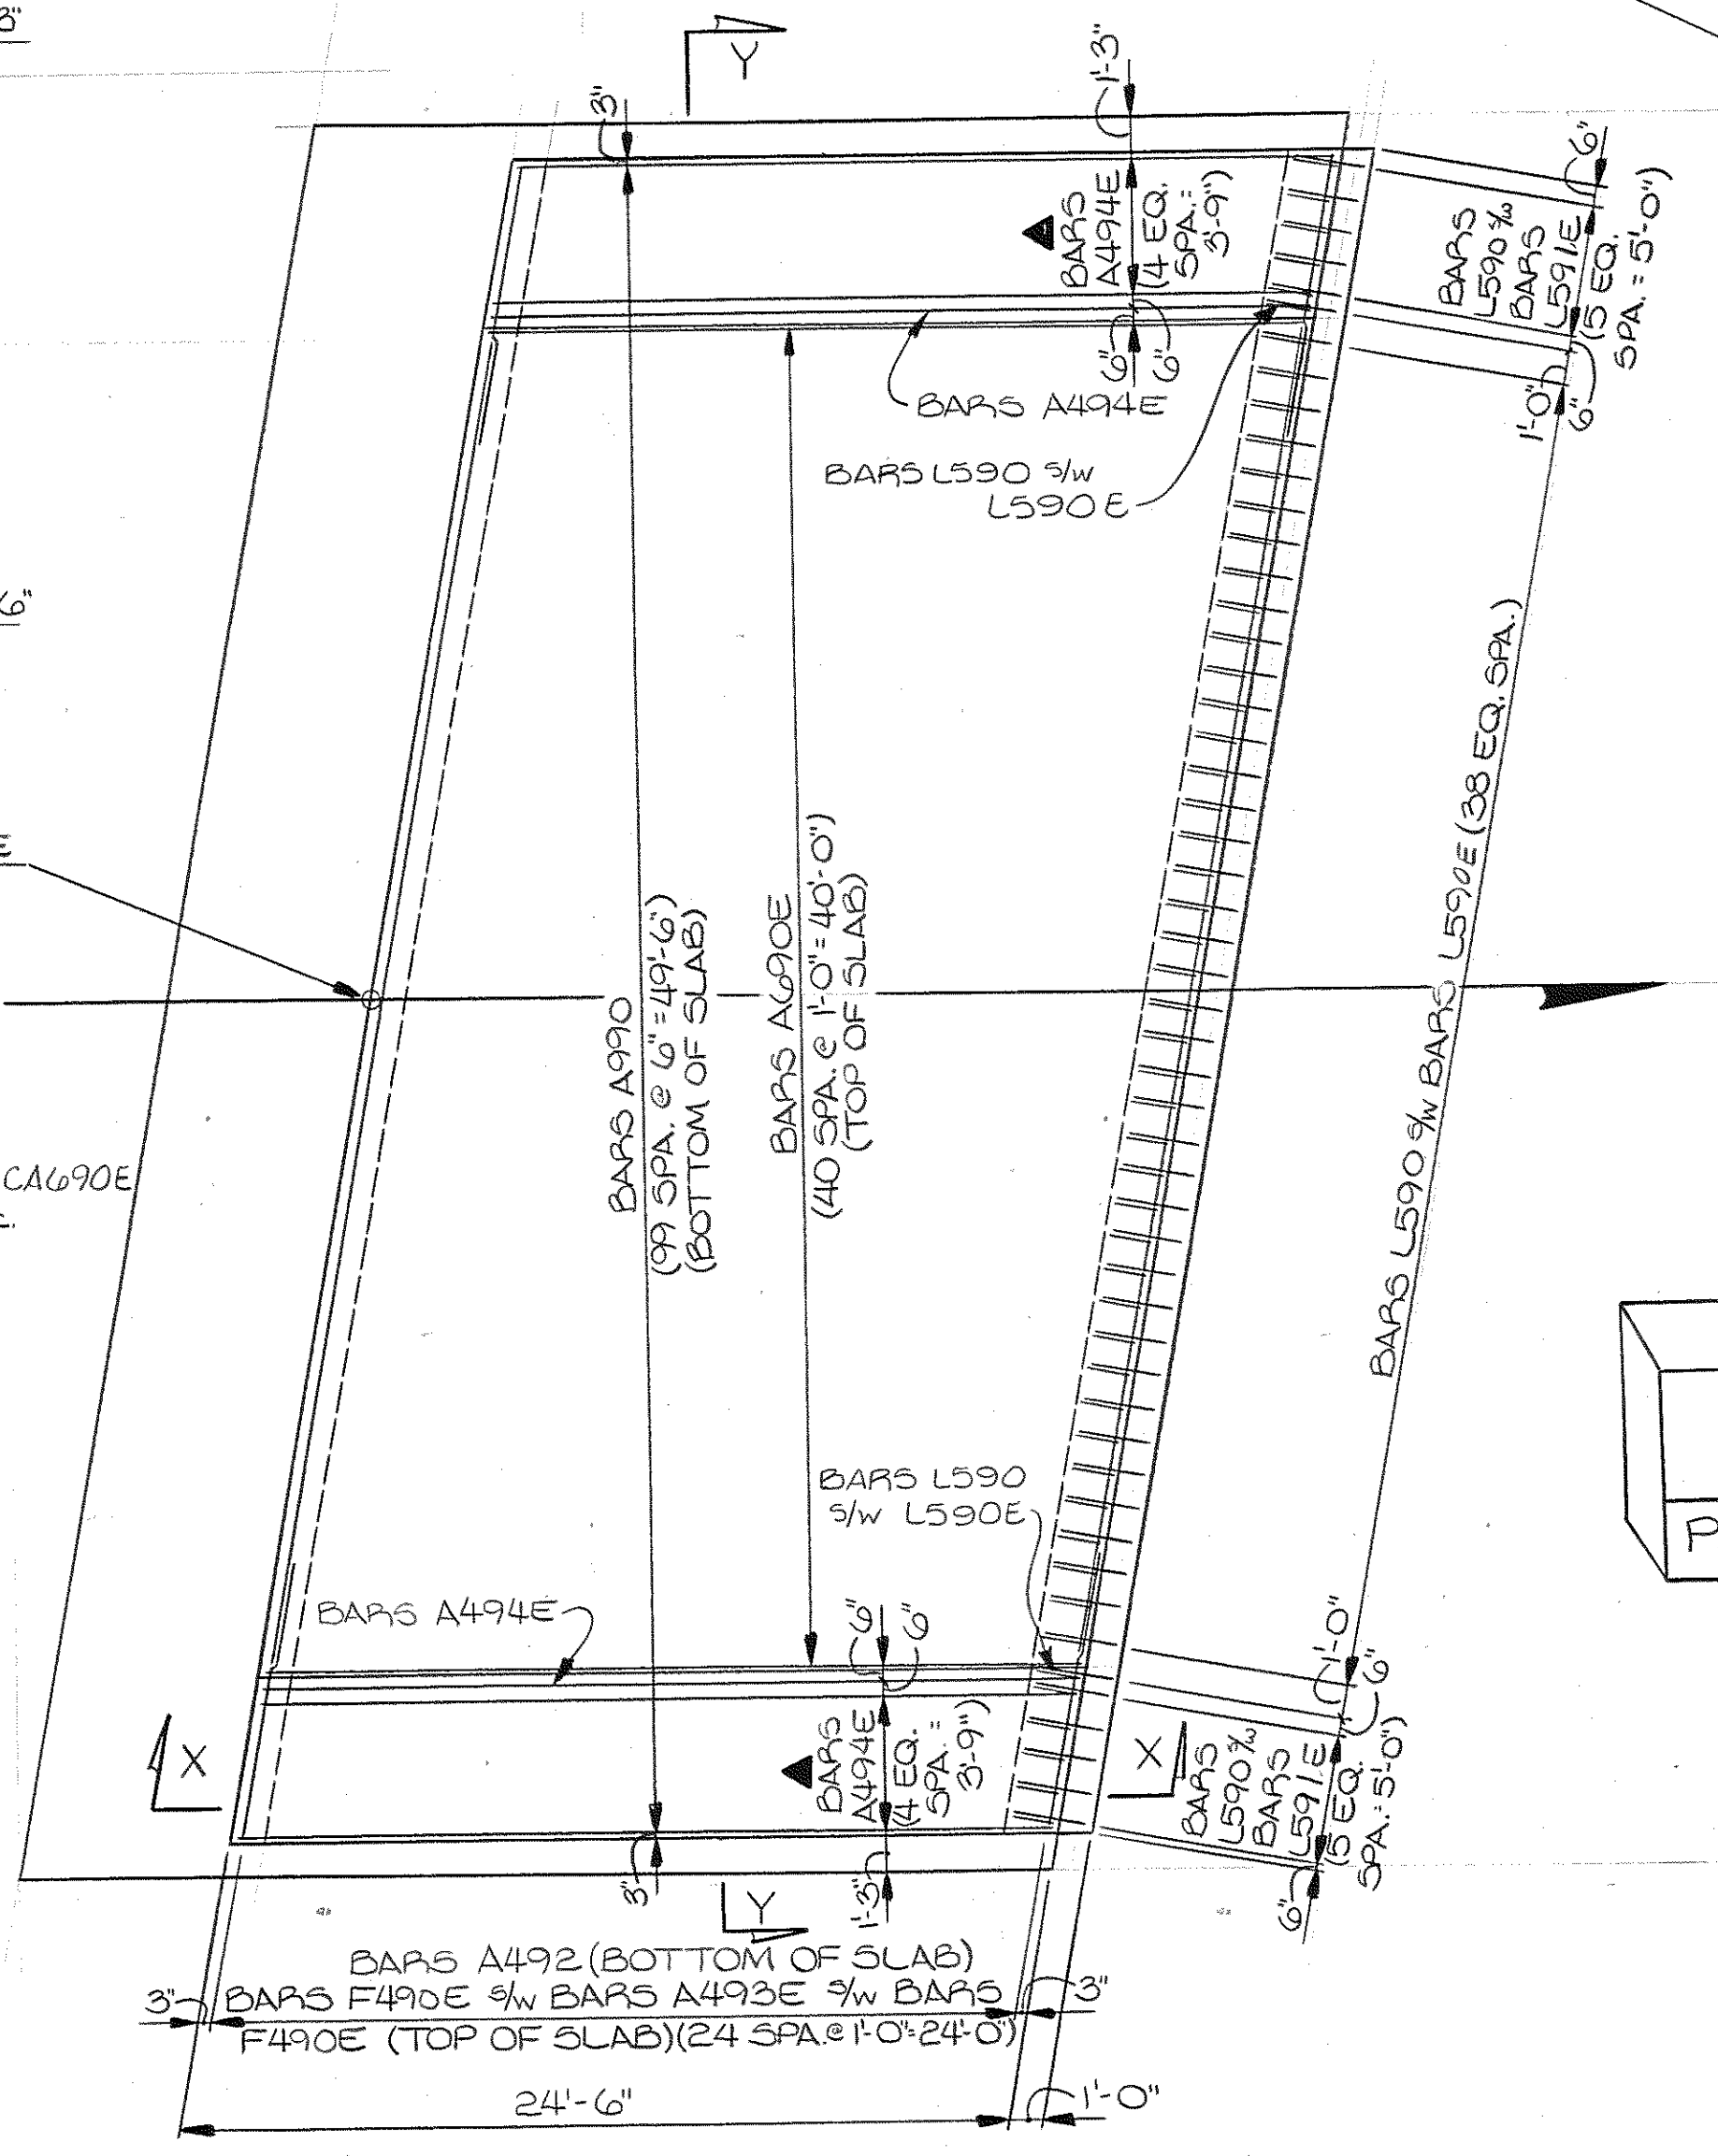 3"
Y
3"
1'-3"
6"
▲ BARS
A494E
(4 EQ.
SPA.=
3'-9")
BARS
L590 s/w
BARS
L591E
(5 EQ.
SPA.=5'-0")
6"
6"
1'-0"
6"
BARS A494E
BARS L590 s/w
L590E
6"
BARS L590 s/w BARS L590E (38 EQ. SPA.)
E
BARS A990
(99 SPA. @ 6"=49'-6")
(BOTTOM OF SLAB)
BARS A690E
(40 SPA. @ 1'-0"=40'-0")
(TOP OF SLAB)
CA690E
P
BARS L590
s/w L590E
BARS A494E
6"
6"
1'-0"
6"
X
▲ BARS
A494E
(4 EQ.
SPA.=
3'-9")
X
BARS
L590 s/w
BARS
L591E
(5 EQ.
SPA.=5'-0")
3"
Y
1'-3"
6"
BARS A492 (BOTTOM OF SLAB)
3"
BARS F490E s/w BARS A493E s/w BARS
3"
F490E (TOP OF SLAB)(24 SPA.@ 1'-0"=24'-0")
24'-6"
1'-0"